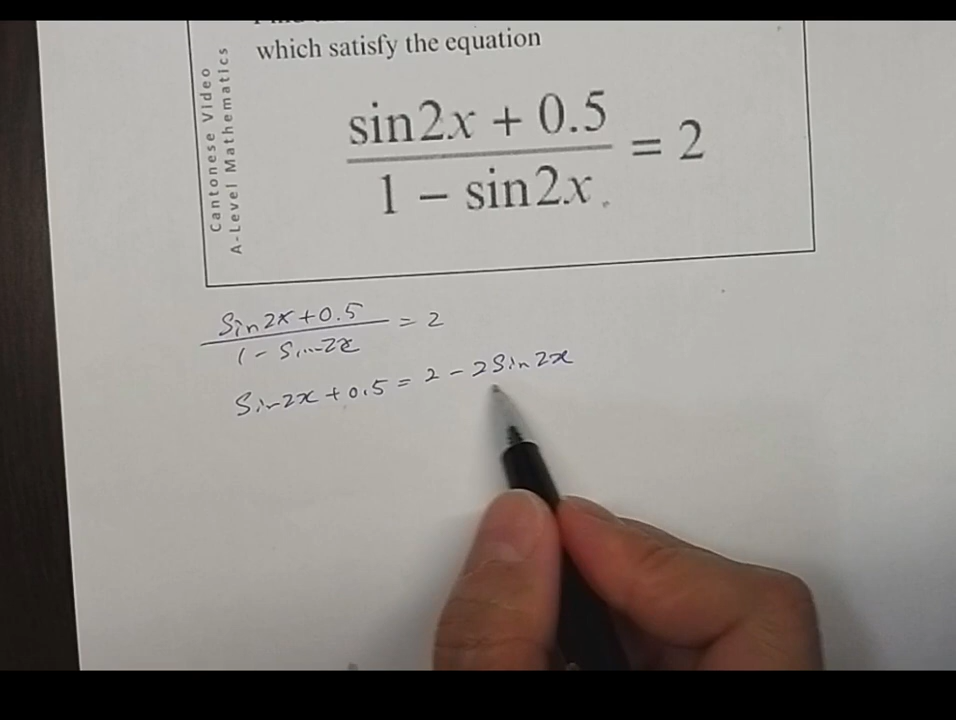 which satisfy the equation
Cantonese Video
A-Level Mathematics
sin2x + 0.5
1 − sin2x
= 2
Sin2x+0.5
1 - Sin2x
= 2
Sin2x+0.5 = 2 - 2Sin2x